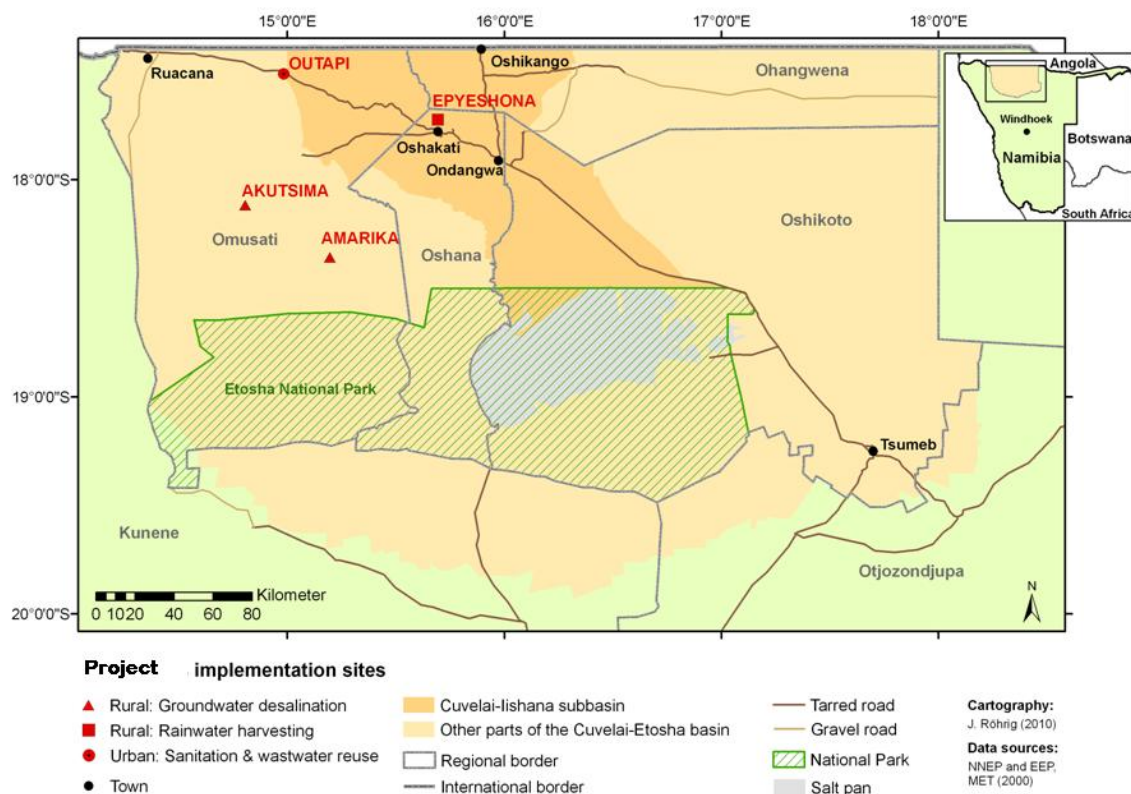 15°0'0"E
16°0'0"E
17°0'0"E
18°0'0"E
OUTAPI
Ruacana
Oshikango
Ohangwena
EPYESHONA
Oshakati
Ondangwa
18°0'0"S
AKUTSIMA
Omusati
AMARIKA
Oshana
Oshikoto
Angola
Windhoek
Botswana
Namibia
South Africa
Etosha National Park
19°0'0"S
Tsumeb
Kunene
Otjozondjupa
Kilometer
0 10 20 40 60 80
N
20°0'0"S
Project implementation sites
Rural: Groundwater desalination
Rural: Rainwater harvesting
Urban: Sanitation & wastwater reuse
Town
Cuvelai-Iishana subbasin
Other parts of the Cuvelai-Etosha basin
Regional border
International border
Tarred road
Gravel road
National Park
Salt pan
Cartography:
J. Röhrig (2010)
Data sources:
NNEP and EEP,
MET (2000)